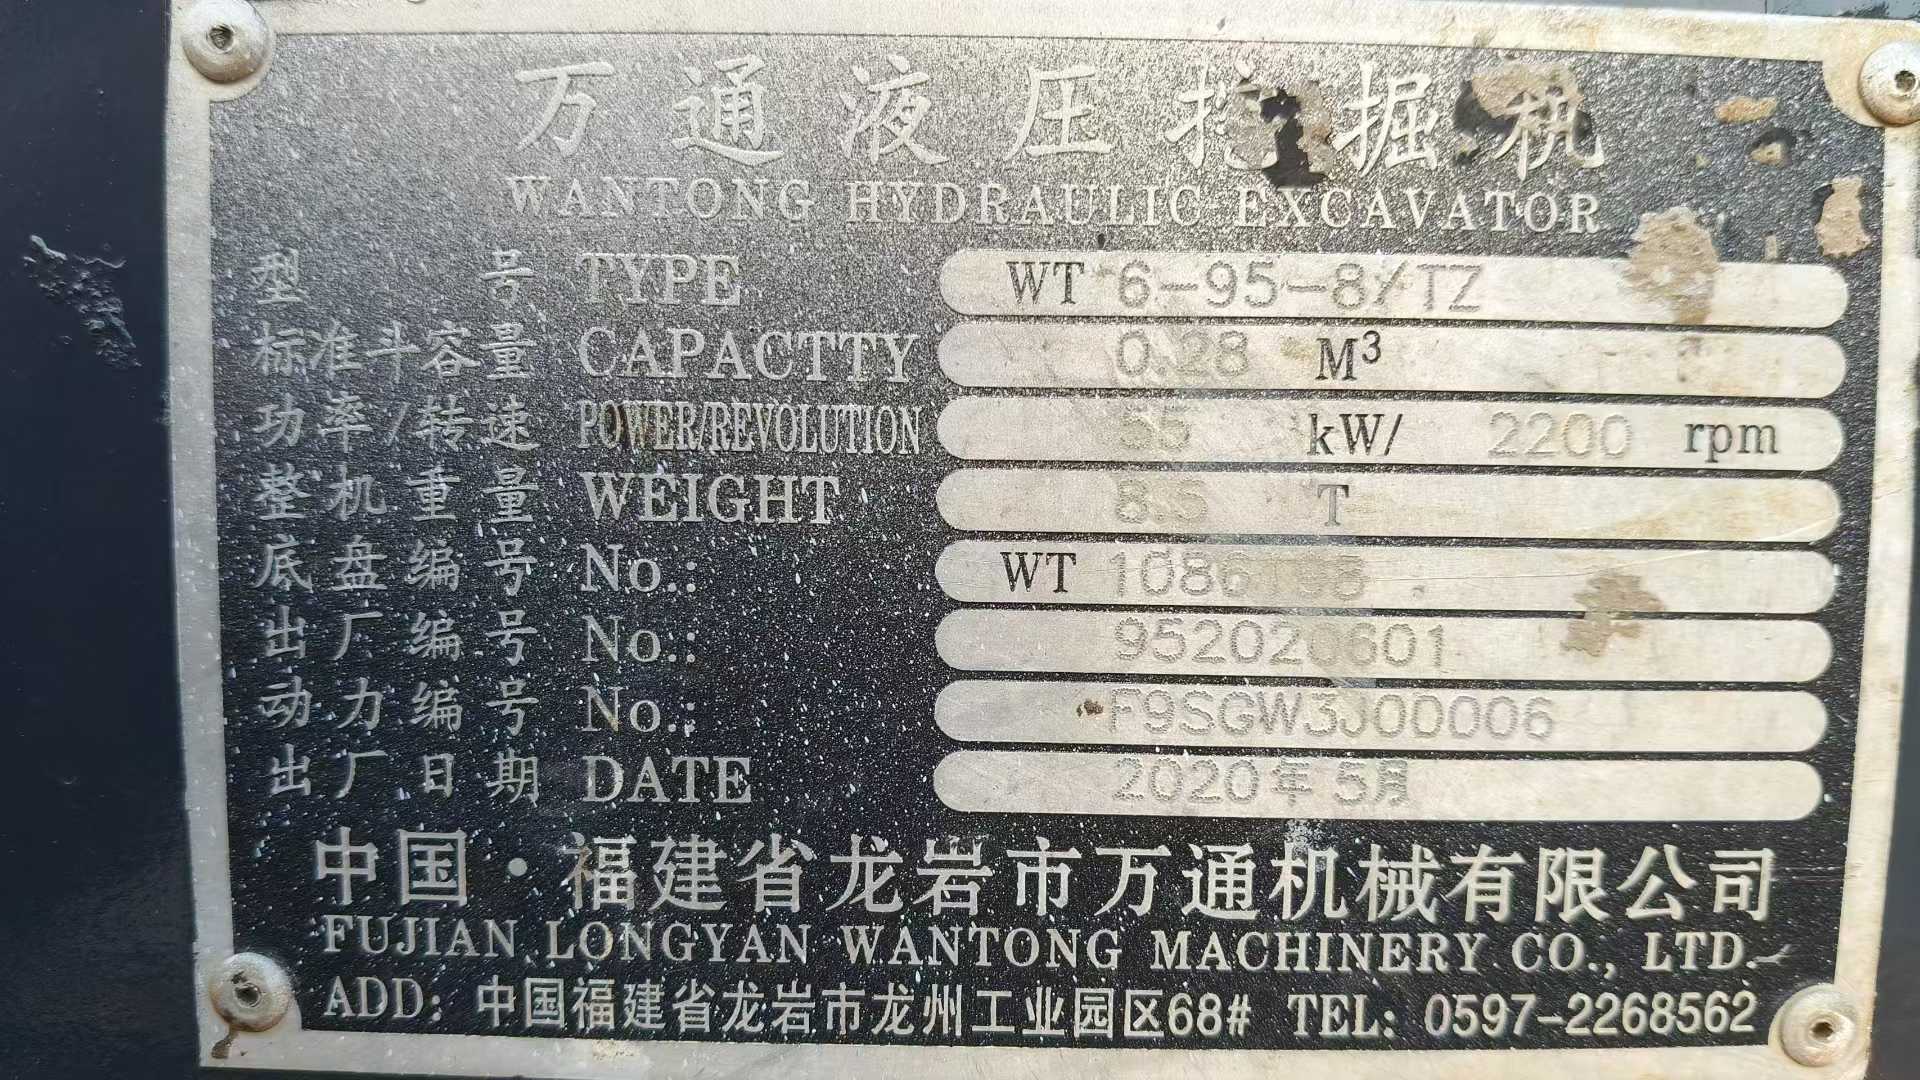 万通液压挖掘机
WANTONG HYDRAULIC EXCAVATOR
型号 TYPE WT 6-95-8/TZ
标准斗容量 CAPACTTY 0.28 M³
功率/转速 POWER/REVOLUTION 55 kW/ 2200 rpm
整机重量 WEIGHT 8.5 T
底盘编号 No.: WT
出厂编号 No.:
动力编号 No.: F9SGW3J00006
出厂日期 DATE 2020年5月
中国·福建省龙岩市万通机械有限公司
FUJIAN LONGYAN WANTONG MACHINERY CO., LTD.
ADD: 中国福建省龙岩市龙州工业园区68# TEL: 0597-2268562